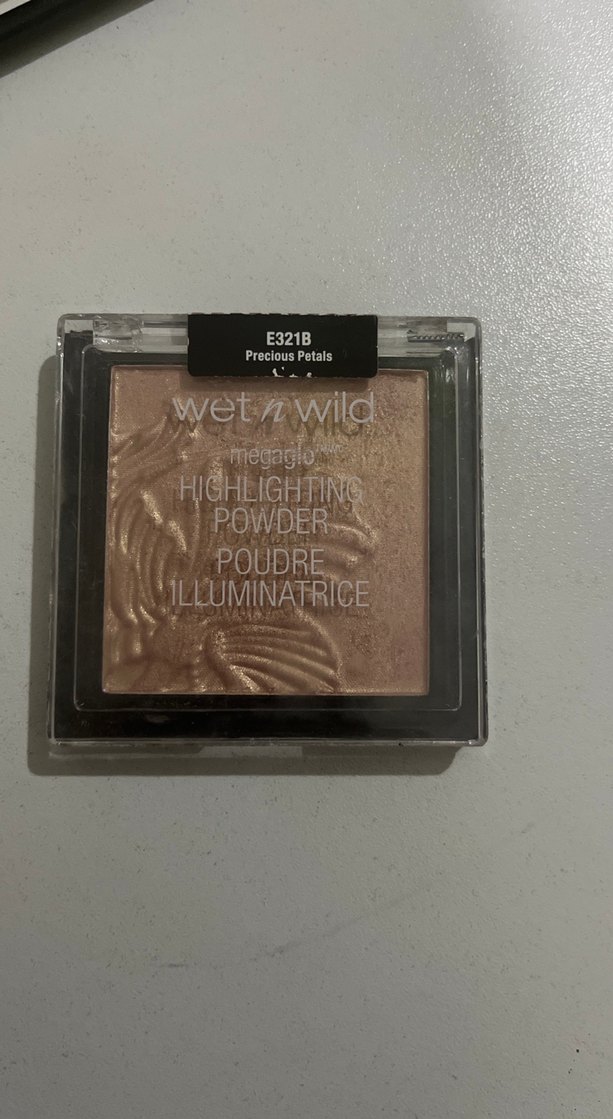 E321B
Precious Petals
wet n wild
megaglo
HIGHLIGHTING
POWDER
POUDRE
ILLUMINATRICE